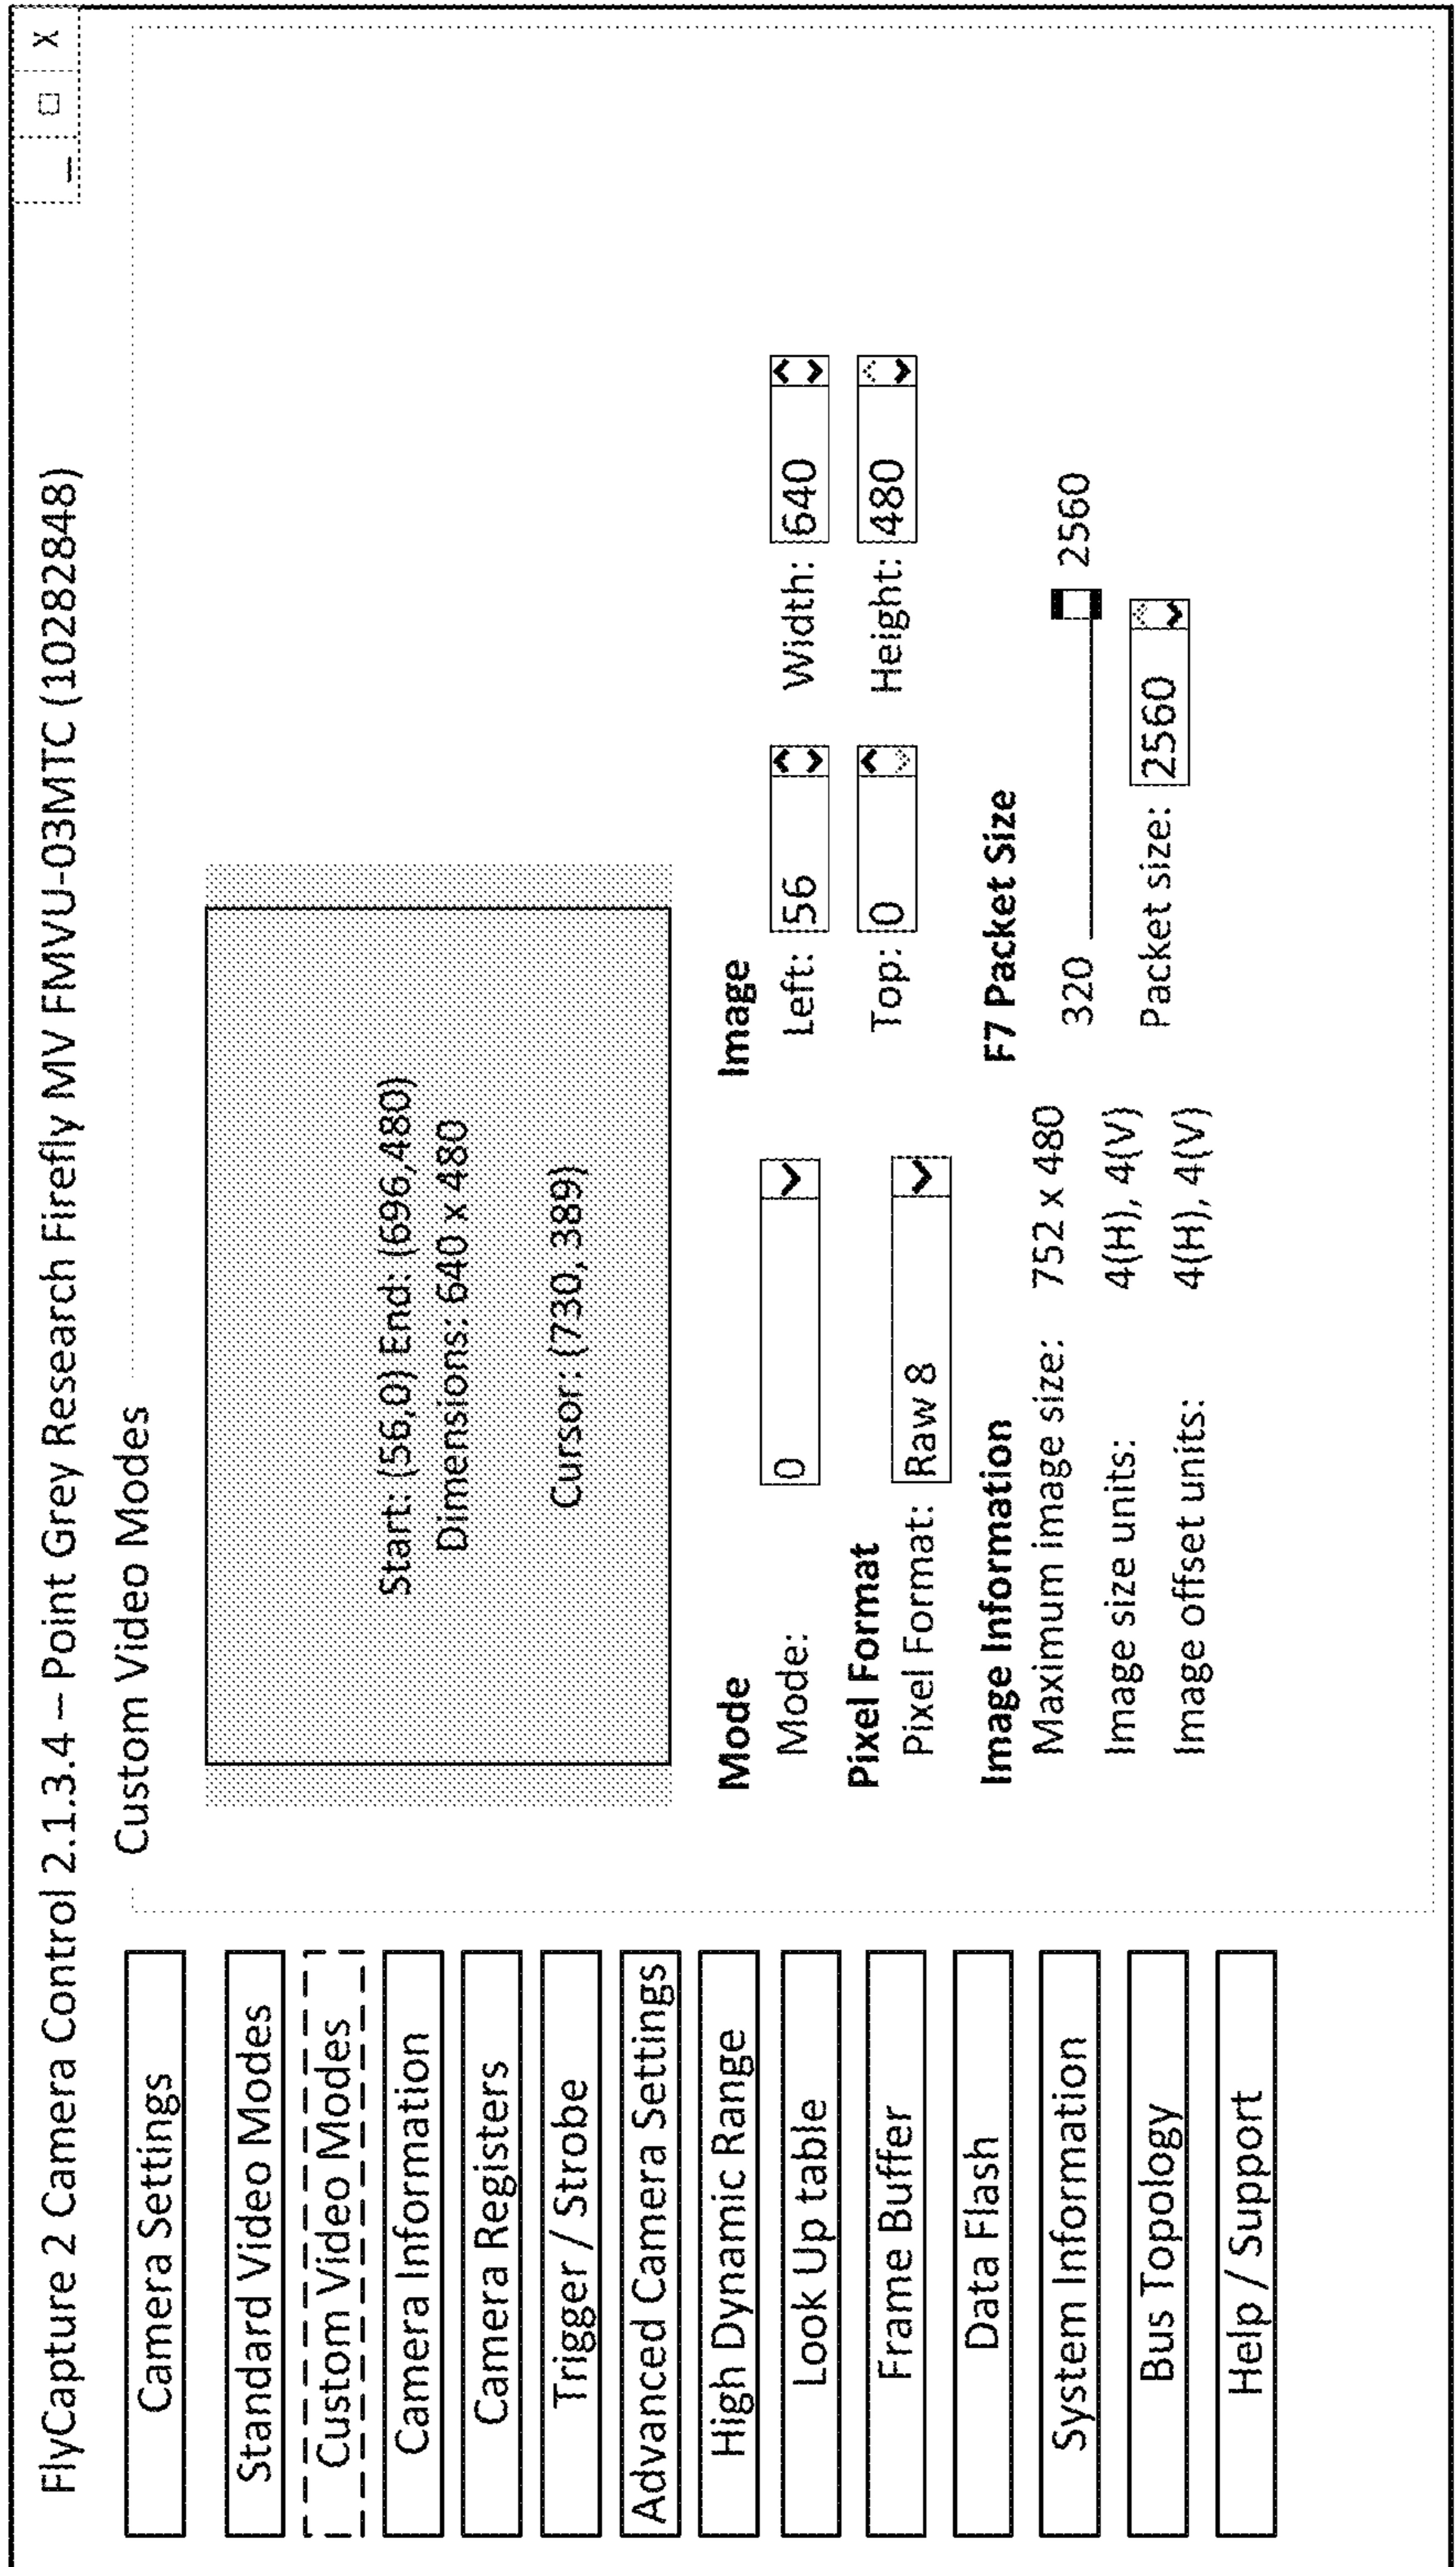 FlyCapture 2 Camera Control 2.1.3.4 – Point Grey Research Firefly MV FMVU-03MTC (10282848)
_ □ X
Camera Settings
Standard Video Modes
Custom Video Modes
Camera Information
Camera Registers
Trigger / Strobe
Advanced Camera Settings
High Dynamic Range
Look Up table
Frame Buffer
Data Flash
System Information
Bus Topology
Help / Support
Custom Video Modes
Start: (56,0) End: (696,480)
Dimensions: 640 x 480
Cursor: (730, 389)
Mode
Mode: 0
Pixel Format
Pixel Format: Raw 8
Image Information
Maximum image size: 752 x 480
Image size units: 4(H), 4(V)
Image offset units: 4(H), 4(V)
Image
Left: 56 Width: 640
Top: 0 Height: 480
F7 Packet Size
320 2560
Packet size: 2560